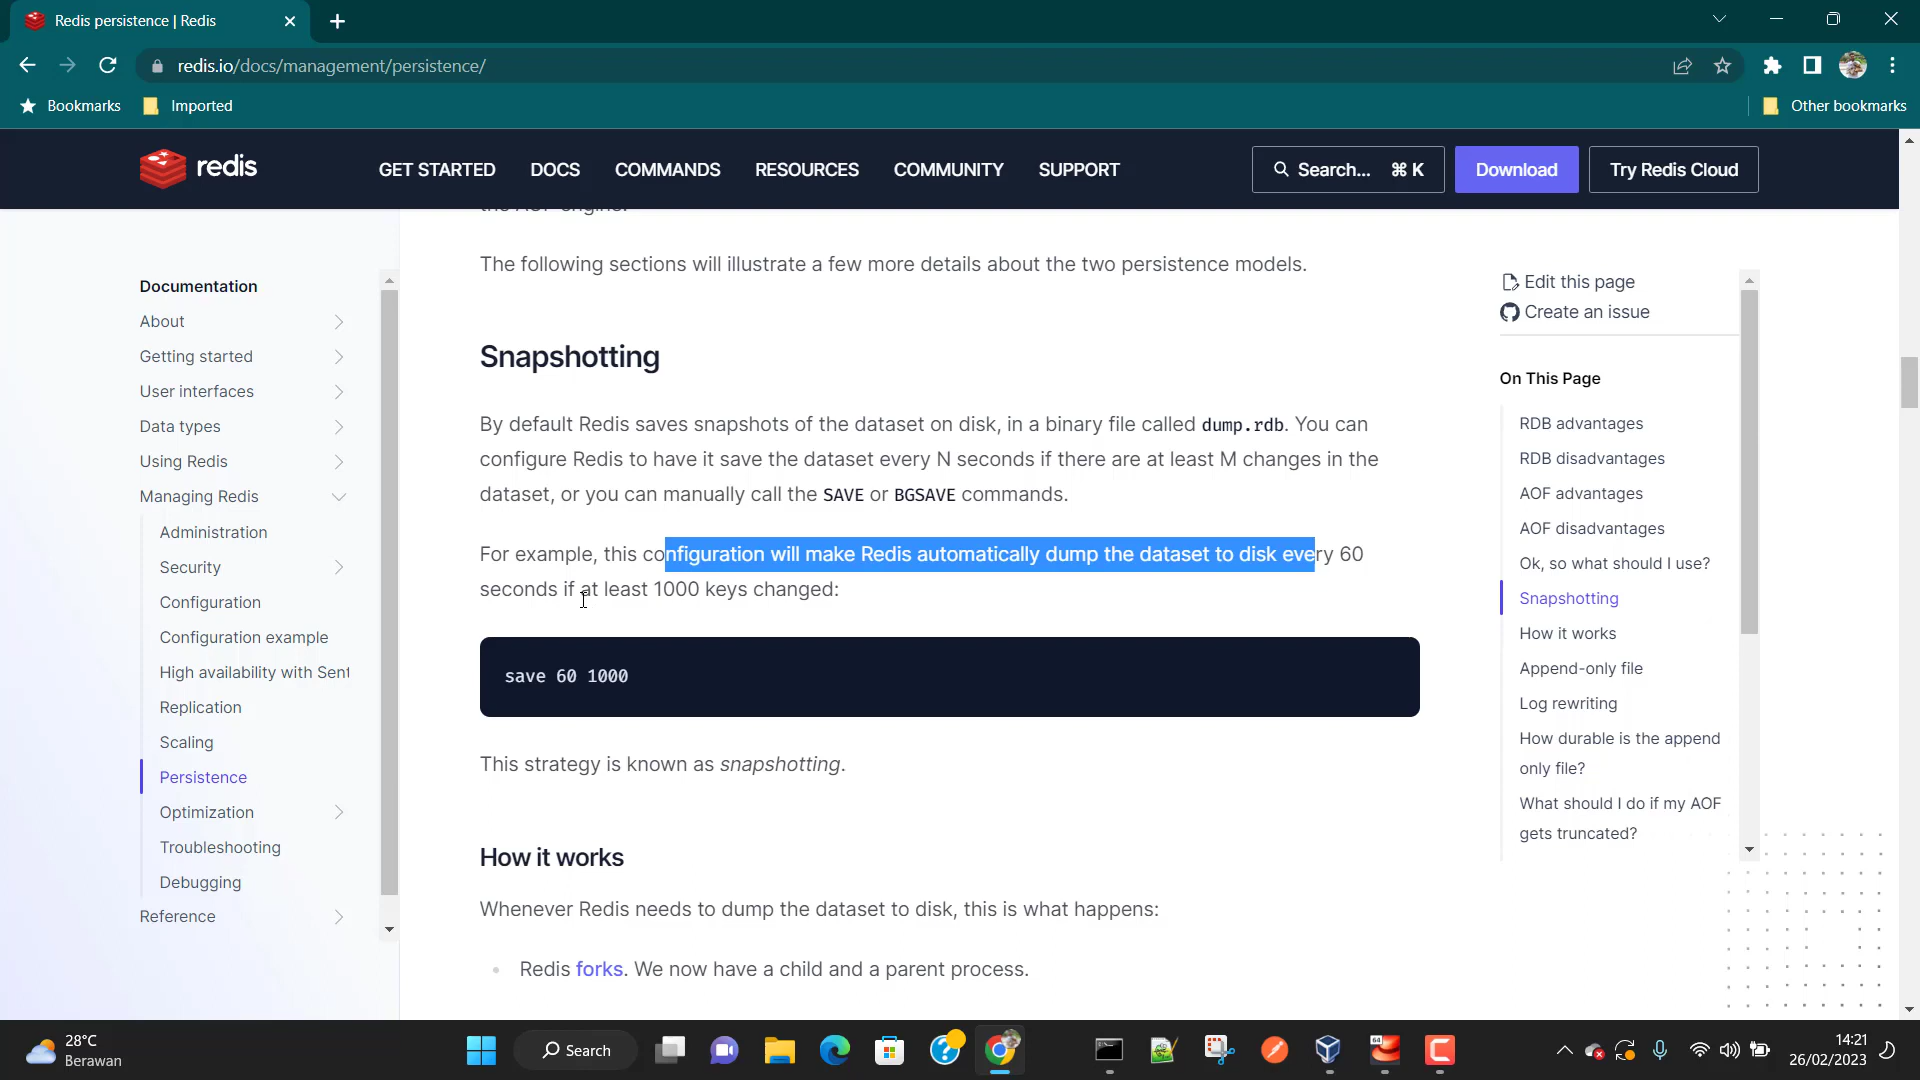 Redis persistence | Redis
redis.io/docs/management/persistence/
Bookmarks
Imported
Other bookmarks
redis
GET STARTED
DOCS
COMMANDS
RESOURCES
COMMUNITY
SUPPORT
Search... ⌘ K
Download
Try Redis Cloud
Documentation
About
Getting started
User interfaces
Data types
Using Redis
Managing Redis
Administration
Security
Configuration
Configuration example
High availability with Sent
Replication
Scaling
Persistence
Optimization
Troubleshooting
Debugging
Reference
The following sections will illustrate a few more details about the two persistence models.
Snapshotting
By default Redis saves snapshots of the dataset on disk, in a binary file called dump.rdb. You can
configure Redis to have it save the dataset every N seconds if there are at least M changes in the
dataset, or you can manually call the SAVE or BGSAVE commands.
For example, this configuration will make Redis automatically dump the dataset to disk every 60
seconds if at least 1000 keys changed:
save 60 1000
This strategy is known as snapshotting.
How it works
Whenever Redis needs to dump the dataset to disk, this is what happens:
Redis forks. We now have a child and a parent process.
Edit this page
Create an issue
On This Page
RDB advantages
RDB disadvantages
AOF advantages
AOF disadvantages
Ok, so what should I use?
Snapshotting
How it works
Append-only file
Log rewriting
How durable is the append
only file?
What should I do if my AOF
gets truncated?
28°C
Berawan
Search
64
14:21
26/02/2023